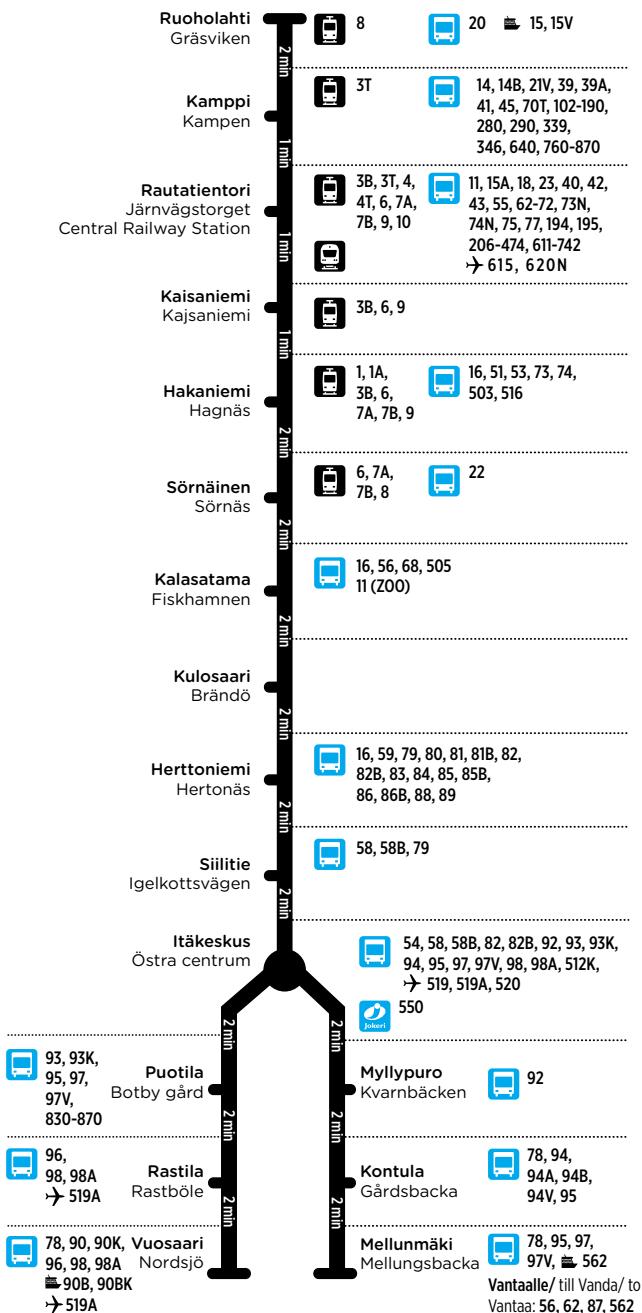 Ruoholahti
Gräsviken
8
20 15, 15V
2 min
Kamppi
Kampen
3T
14, 14B, 21V, 39, 39A,
41, 45, 70T, 102-190,
280, 290, 339,
346, 640, 760-870
1 min
Rautatientori
Järnvägstorget
Central Railway Station
3B, 3T, 4,
4T, 6, 7A,
7B, 9, 10
11, 15A, 18, 23, 40, 42,
43, 55, 62-72, 73N,
74N, 75, 77, 194, 195,
206-474, 611-742
615, 620N
1 min
Kaisaniemi
Kajsaniemi
3B, 6, 9
1 min
Hakaniemi
Hagnäs
1, 1A,
3B, 6,
7A, 7B, 9
16, 51, 53, 73, 74,
503, 516
2 min
Sörnäinen
Sörnäs
6, 7A,
7B, 8
22
2 min
Kalasatama
Fiskhamnen
16, 56, 68, 505
11 (ZOO)
2 min
Kulosaari
Brändö
2 min
Herttoniemi
Hertonäs
16, 59, 79, 80, 81, 81B, 82,
82B, 83, 84, 85, 85B,
86, 86B, 88, 89
2 min
Siilitie
Igelkottsvägen
58, 58B, 79
2 min
Itäkeskus
Östra centrum
54, 58, 58B, 82, 82B, 92, 93, 93K,
94, 95, 97, 97V, 98, 98A, 512K,
519, 519A, 520
Jokeri
550
2 min
2 min
93, 93K,
95, 97,
97V,
830-870
Puotila
Botby gård
Myllypuro
Kvarnbäcken
92
2 min
2 min
96,
98, 98A
519A
Rastila
Rastböle
Kontula
Gårdsbacka
78, 94,
94A, 94B,
94V, 95
2 min
2 min
78, 90, 90K,
96, 98, 98A
90B, 90BK
519A
Vuosaari
Nordsjö
Mellunmäki
Mellungsbacka
78, 95, 97,
97V, 562
Vantaalle/ till Vanda/ to
Vantaa: 56, 62, 87, 562